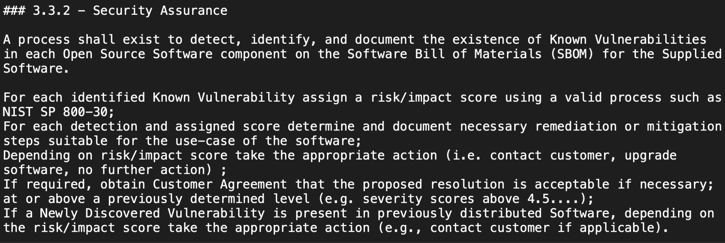 ### 3.3.2 - Security Assurance
A process shall exist to detect, identify, and document the existence of Known Vulnerabilities
in each Open Source Software component on the Software Bill of Materials (SBOM) for the Supplied
Software.
For each identified Known Vulnerability assign a risk/impact score using a valid process such as
NIST SP 800-30;
For each detection and assigned score determine and document necessary remediation or mitigation
steps suitable for the use-case of the software;
Depending on risk/impact score take the appropriate action (i.e. contact customer, upgrade
software, no further action) ;
If required, obtain Customer Agreement that the proposed resolution is acceptable if necessary;
at or above a previously determined level (e.g. severity scores above 4.5....);
If a Newly Discovered Vulnerability is present in previously distributed Software, depending on
the risk/impact score take the appropriate action (e.g., contact customer if applicable).